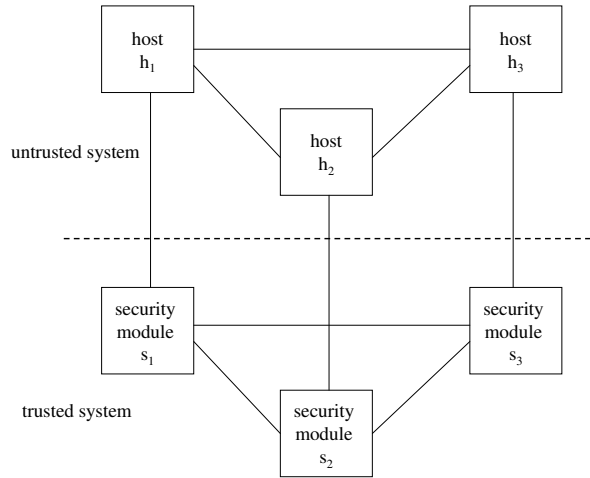 host
h₁
host
h₃
host
h₂
untrusted system
security
module
s₁
security
module
s₃
trusted system
security
module
s₂